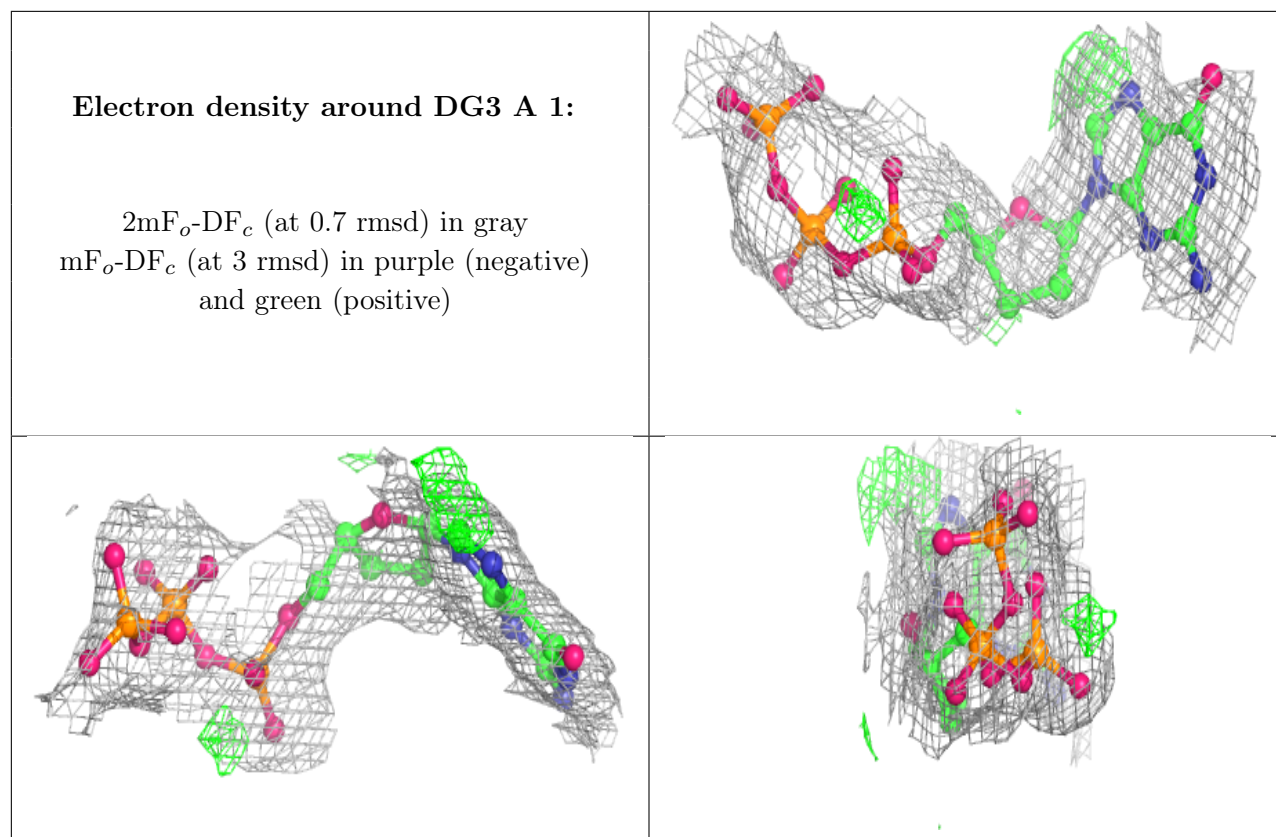 Electron density around DG3 A 1:
2mFₒ-DF𝒸 (at 0.7 rmsd) in gray
mFₒ-DF𝒸 (at 3 rmsd) in purple (negative)
and green (positive)